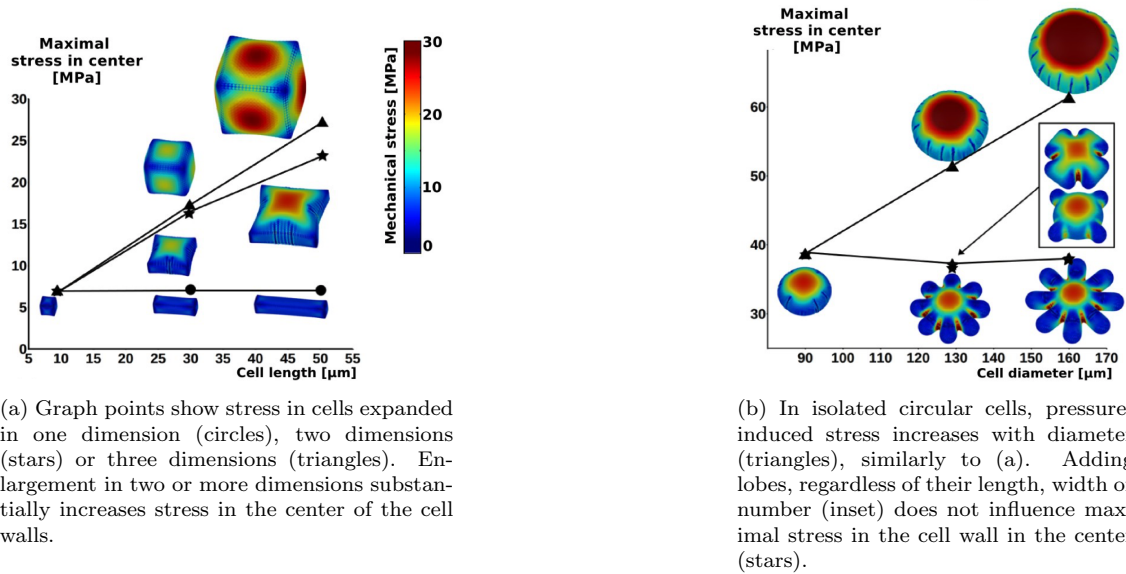 Maximal
stress in center
[MPa]
30
25
20
15
10
5
0
5 10 15 20 25 30 35 40 45 50 55
Cell length [μm]
Mechanical stress [MPa]
30
20
10
0
(a) Graph points show stress in cells expanded
in one dimension (circles), two dimensions
(stars) or three dimensions (triangles). En-
largement in two or more dimensions substan-
tially increases stress in the center of the cell
walls.
Maximal
stress in center
[MPa]
60
50
40
30
90 100 110 120 130 140 150 160 170
Cell diameter [μm]
(b) In isolated circular cells, pressure
induced stress increases with diameter
(triangles), similarly to (a). Adding
lobes, regardless of their length, width or
number (inset) does not influence max
imal stress in the cell wall in the center
(stars).